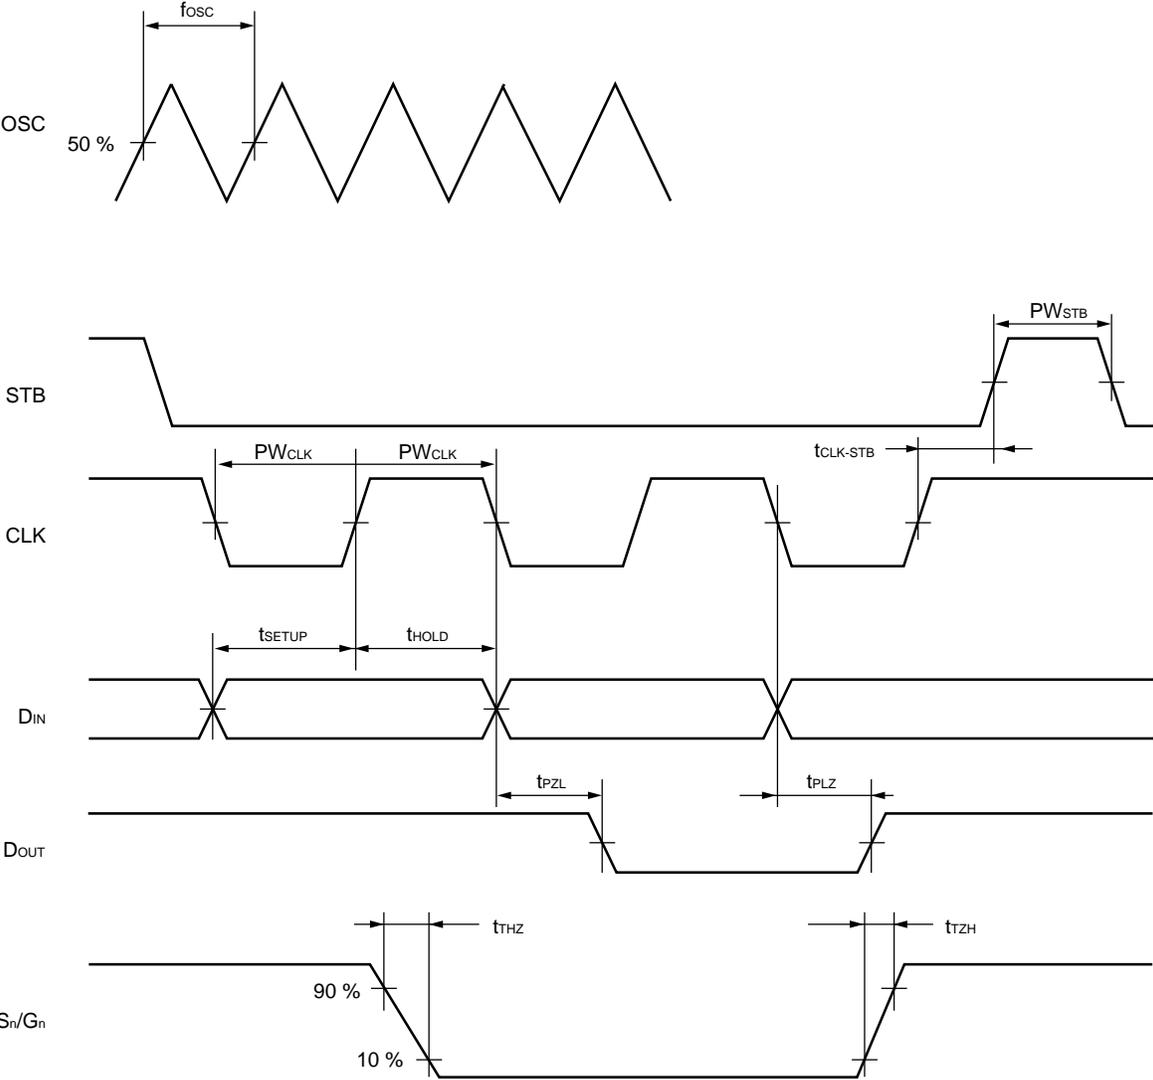 fOSC
OSC
50 %
PWSTB
STB
tCLK-STB
PWCLK PWCLK
CLK
tSETUP tHOLD
DIN
tPZL tPLZ
DOUT
tTHZ tTZH
90 %
Sn/Gn
10 %